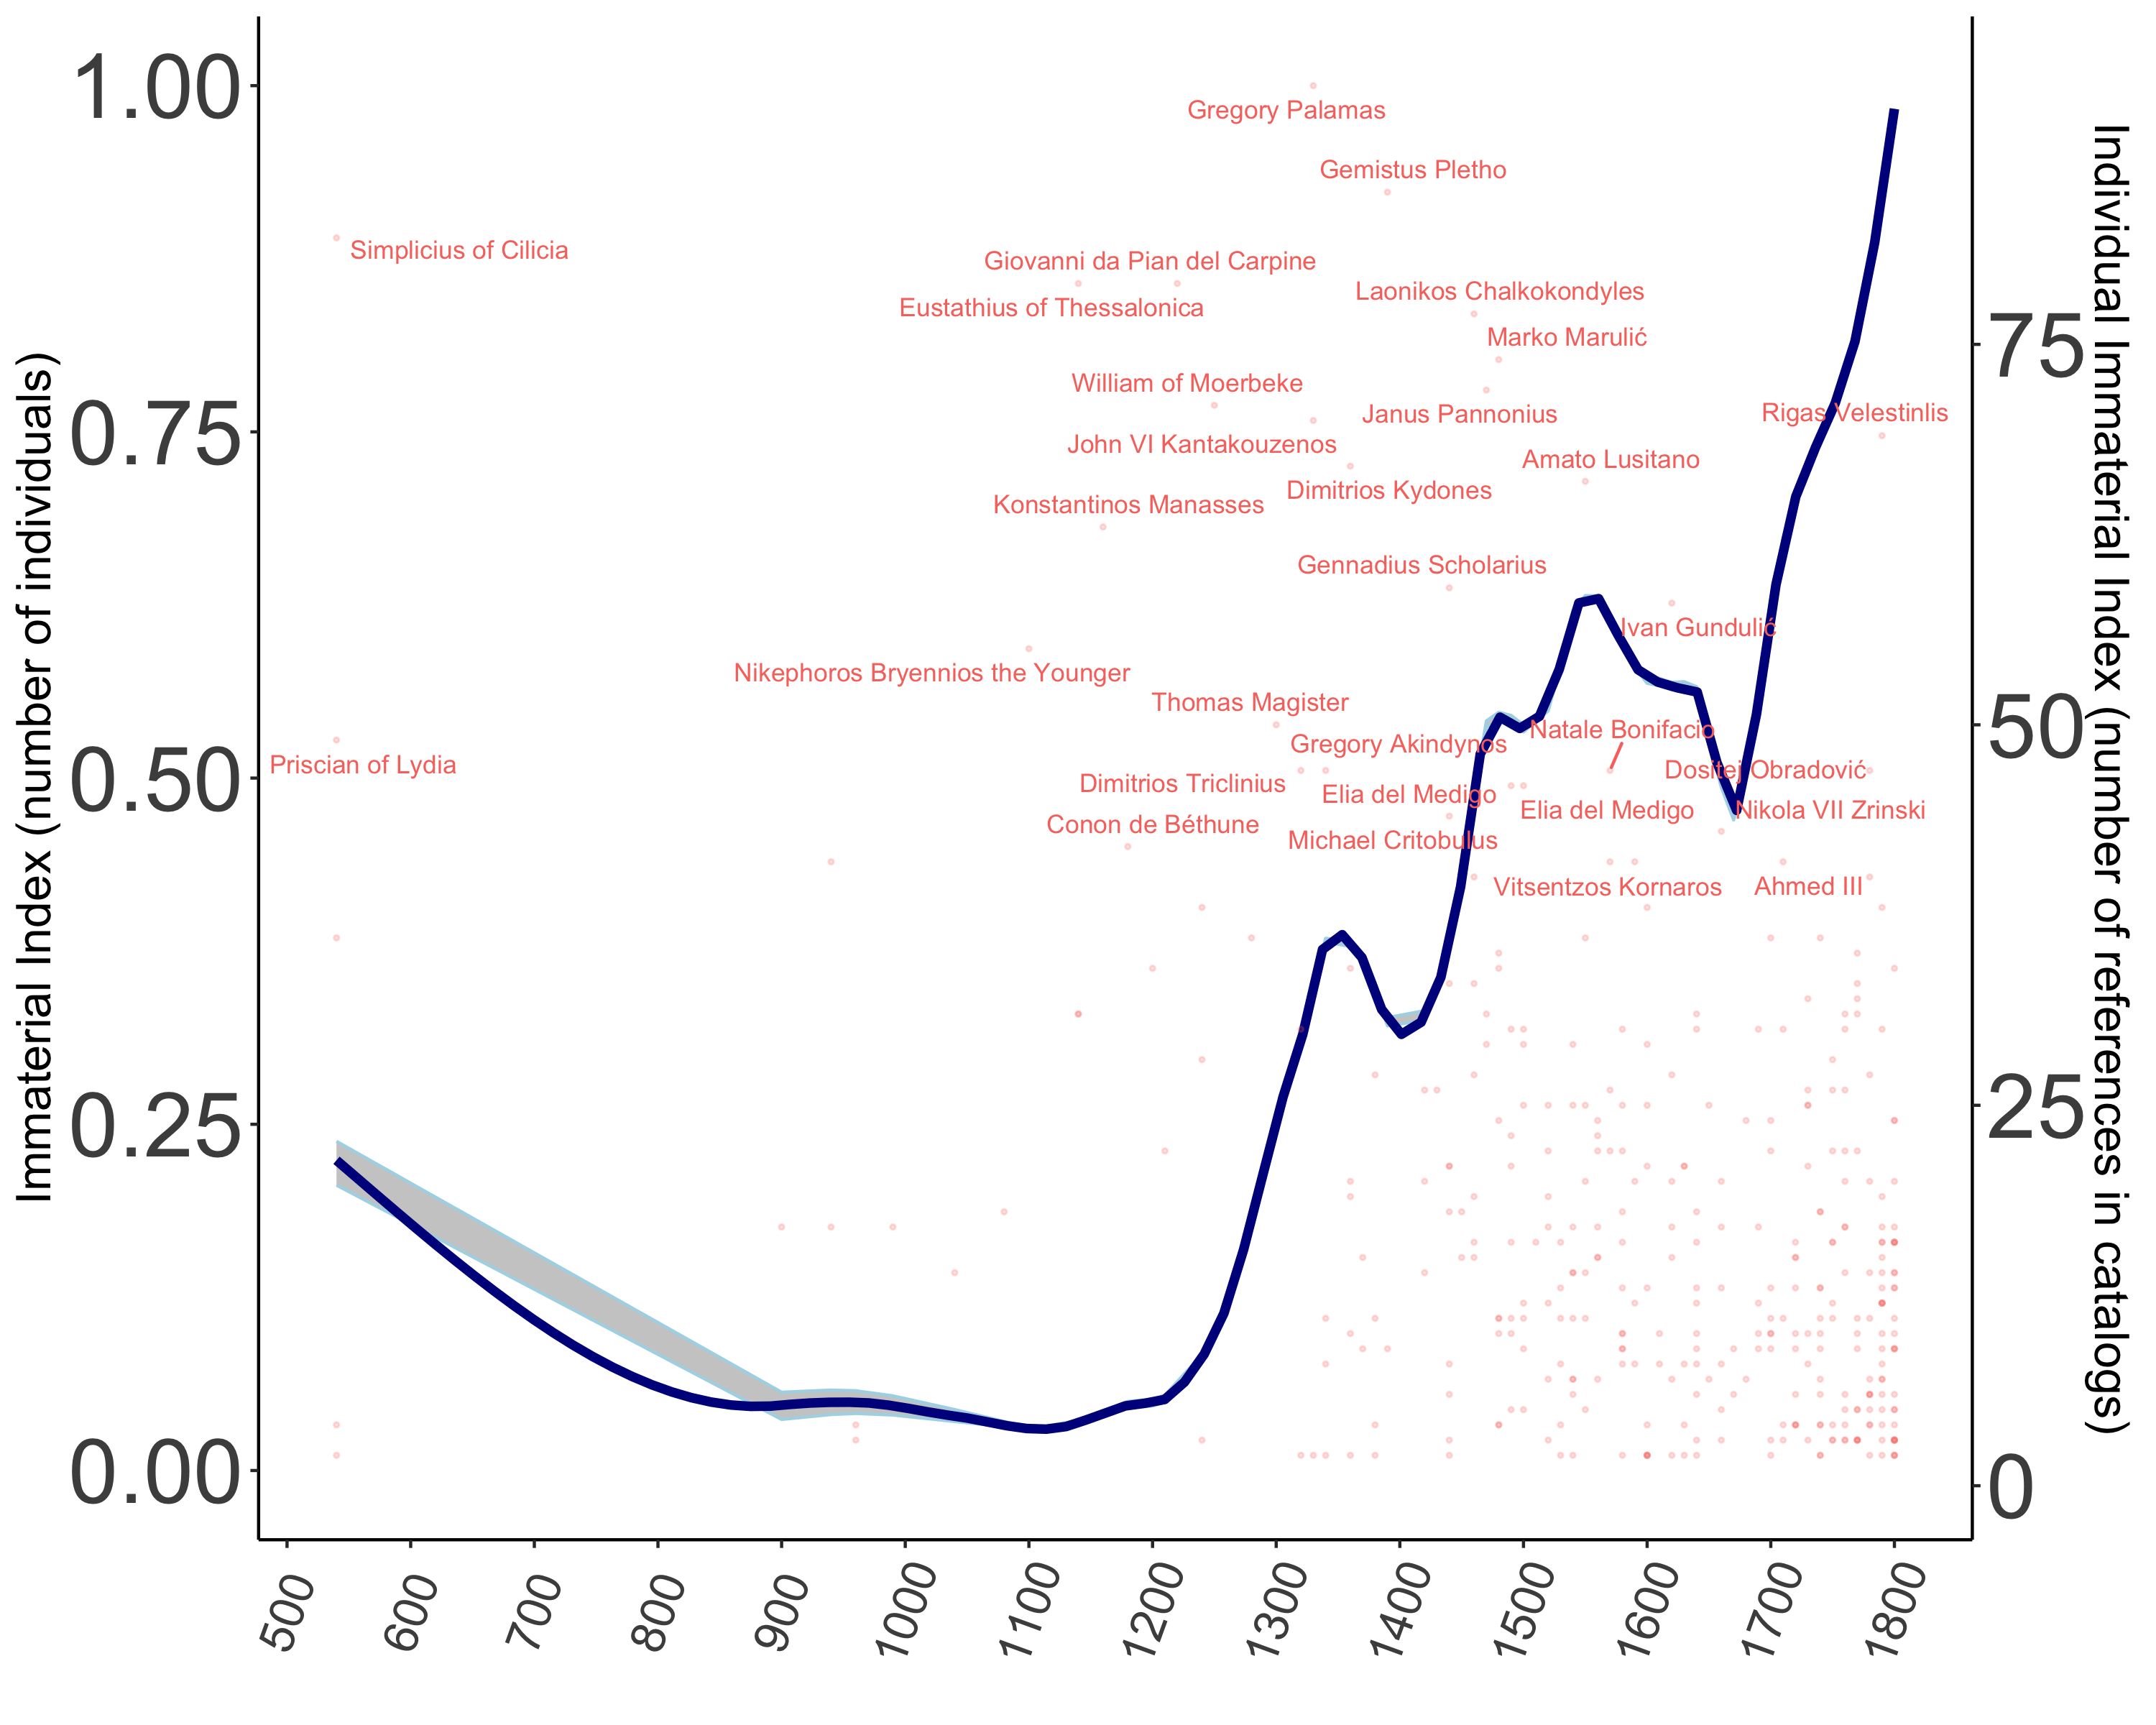 1.00
0.75
0.50
0.25
0.00
Immaterial Index (number of individuals)
Gregory Palamas
Gemistus Pletho
Simplicius of Cilicia
Giovanni da Pian del Carpine
Laonikos Chalkokondyles
Eustathius of Thessalonica
Marko Marulić
William of Moerbeke
Janus Pannonius
Rigas Velestinlis
John VI Kantakouzenos
Amato Lusitano
Dimitrios Kydones
Konstantinos Manasses
Gennadius Scholarius
Ivan Gundulić
Nikephoros Bryennios the Younger
Thomas Magister
Natale Bonifacio
Gregory Akindynos
Priscian of Lydia
Dositej Obradović
Dimitrios Triclinius
Elia del Medigo
Elia del Medigo
Nikola VII Zrinski
Conon de Béthune
Michael Critobulus
Vitsentzos Kornaros
Ahmed III
75
50
25
0
Individual Immaterial Index (number of references in catalogs)
500
600
700
800
900
1000
1100
1200
1300
1400
1500
1600
1700
1800